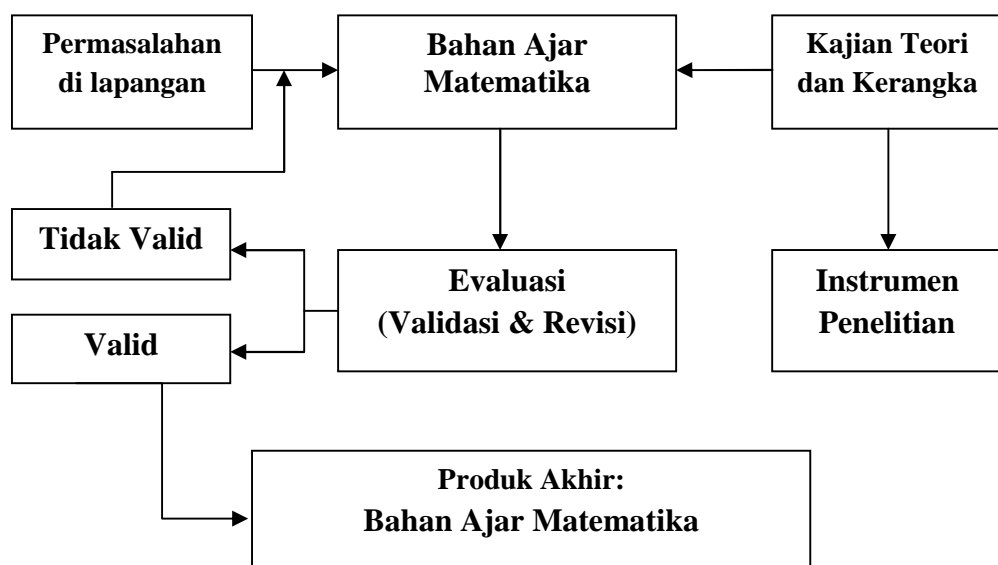 Permasalahan
di lapangan
Bahan Ajar
Matematika
Kajian Teori
dan Kerangka
Tidak Valid
Evaluasi
(Validasi & Revisi)
Instrumen
Penelitian
Valid
Produk Akhir:
Bahan Ajar Matematika